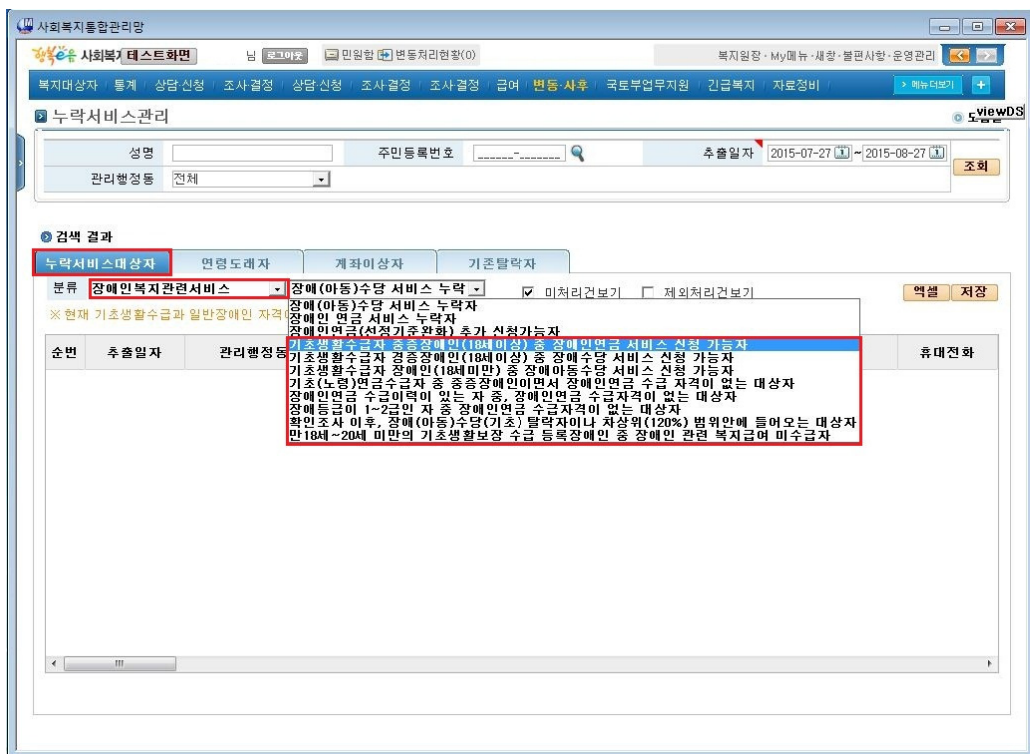 사회복지통합관리망
행복e음 사회복지 테스트화면 님 로그아웃 민원함 변동처리현황(0) 복지원장·My메뉴·새창·불편사항·운영관리
복지대상자 통계 상담·신청 조사·결정 상담·신청 조사·결정 조사·결정 급여 변동·사후 국토부업무지원 긴급복지 자료정비 > 메뉴더보기 +
누락서비스관리 viewDS
성명 주민등록번호 ______-_______ 추출일자 2015-07-27 ~ 2015-08-27
조회
관리행정동 전체
검색 결과
누락서비스대상자 연령도래자 계좌이상자 기존탈락자
분류 장애인복지관련서비스 장애(아동)수당 서비스 누락 미처리건보기 제외처리건보기 엑셀 저장
※ 현재 기초생활수급과 일반장애인 자격
장애(아동)수당 서비스 누락자
장애인 연금 서비스 누락자
장애인연금(선정기준완화) 추가 신청가능자
기초생활수급자 중증장애인(18세이상) 중 장애인연금 서비스 신청 가능자
기초생활수급자 경증장애인(18세이상) 중 장애수당 서비스 신청 가능자
기초생활수급자 장애인(18세미만) 중 장애아동수당 서비스 신청 가능자
기초(노령)연금수급자 중 중증장애인이면서 장애인연금 수급 자격이 없는 대상자
장애인연금 수급이력이 있는 자 중, 장애인연금 수급자격이 없는 대상자
장애등급이 1~2급인 자 중 장애인연금 수급자격이 없는 대상자
확인조사 이후, 장애(아동)수당(기초) 탈락자이나 차상위(120%) 범위안에 들어오는 대상자
만18세~20세 미만의 기초생활보장 수급 등록장애인 중 장애인 관련 복지급여 미수급자
순번 추출일자 관리행정동 휴대전화